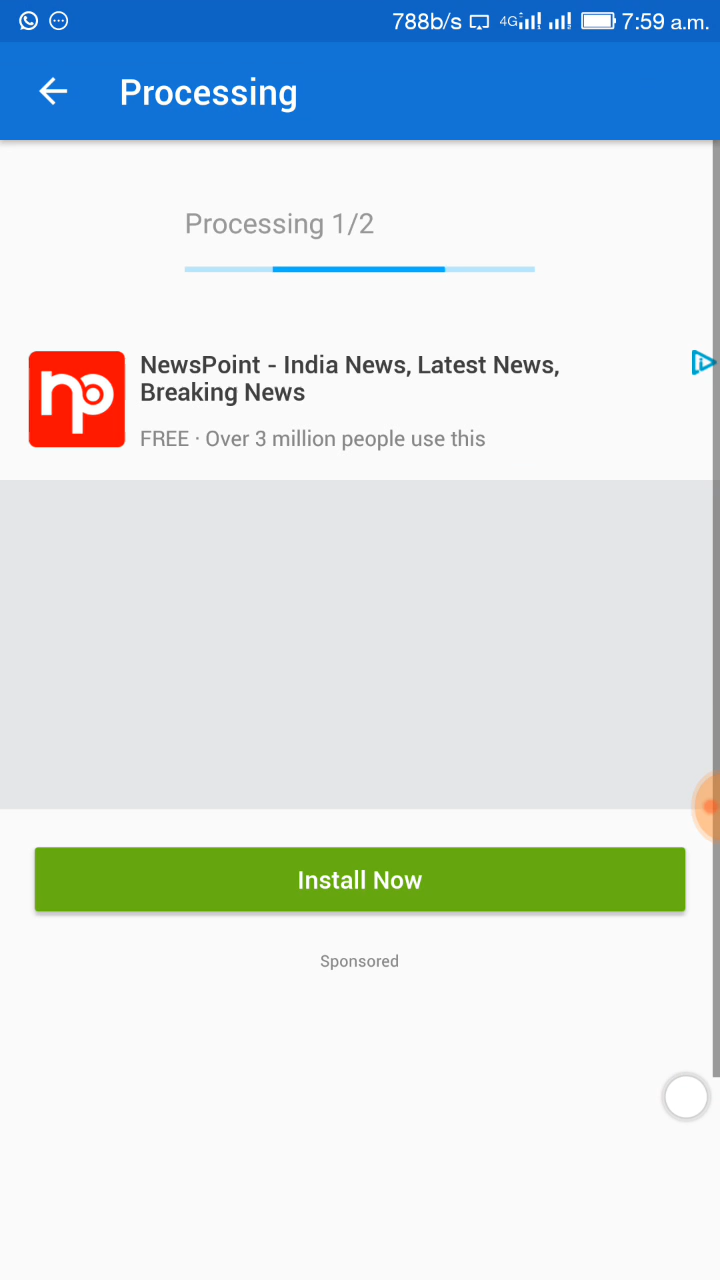 788b/s 4G 7:59 a.m.
Processing
Processing 1/2
np
NewsPoint - India News, Latest News,
Breaking News
FREE · Over 3 million people use this
Install Now
Sponsored